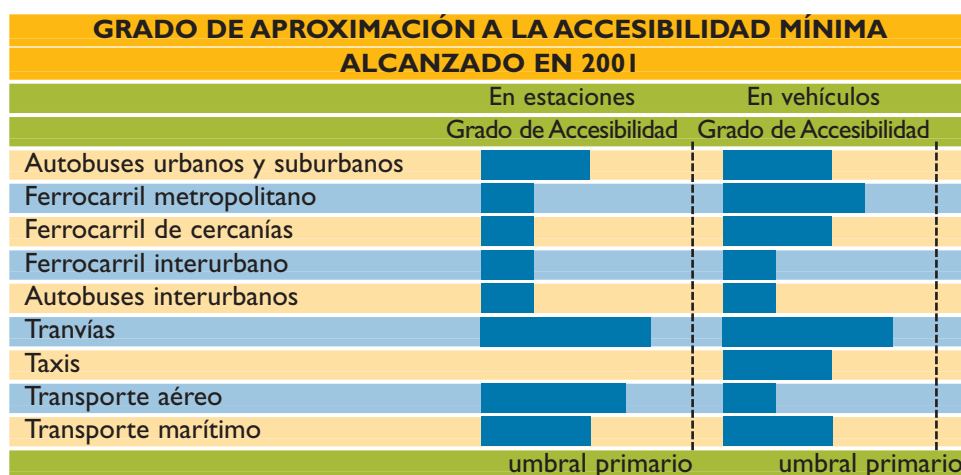 GRADO DE APROXIMACIÓN A LA ACCESIBILIDAD MÍNIMA
ALCANZADO EN 2001
En estaciones En vehículos
Grado de Accesibilidad Grado de Accesibilidad
Autobuses urbanos y suburbanos
Ferrocarril metropolitano
Ferrocarril de cercanías
Ferrocarril interurbano
Autobuses interurbanos
Tranvías
Taxis
Transporte aéreo
Transporte marítimo
umbral primario umbral primario